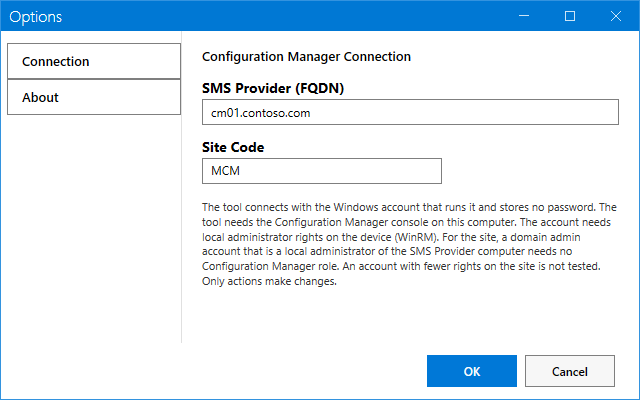 Options
Connection
About
Configuration Manager Connection
SMS Provider (FQDN)
cm01.contoso.com
Site Code
MCM
The tool connects with the Windows account that runs it and stores no password. The
tool needs the Configuration Manager console on this computer. The account needs
local administrator rights on the device (WinRM). For the site, a domain admin
account that is a local administrator of the SMS Provider computer needs no
Configuration Manager role. An account with fewer rights on the site is not tested.
Only actions make changes.
OK
Cancel